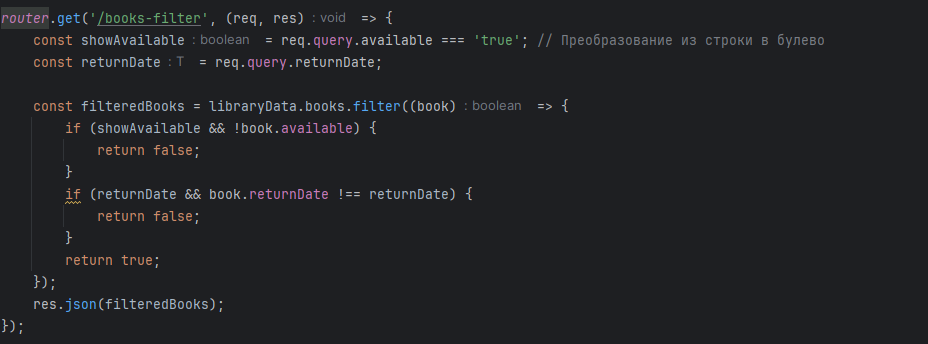 router.get('/books-filter', (req, res) : void => {
    const showAvailable : boolean = req.query.available === 'true'; // Преобразование из строки в булево
    const returnDate : T = req.query.returnDate;
    const filteredBooks = libraryData.books.filter((book) : boolean => {
        if (showAvailable && !book.available) {
            return false;
        }
        if (returnDate && book.returnDate !== returnDate) {
            return false;
        }
        return true;
    });
    res.json(filteredBooks);
});